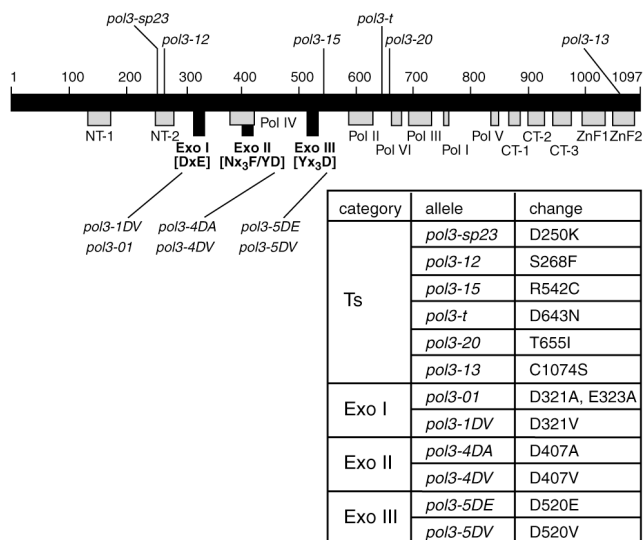 pol3-sp23
pol3-12
pol3-15
pol3-t
pol3-20
pol3-13
1 100 200 300 400 500 600 700 800 900 1000 1097
NT-1
NT-2
Exo I
[DxE]
Pol IV
Exo II
[Nx₃F/YD]
Exo III
[Yx₃D]
Pol II
Pol VI
Pol III
Pol I
Pol V
CT-1
CT-2
CT-3
ZnF1
ZnF2
pol3-1DV
pol3-01
pol3-4DA
pol3-4DV
pol3-5DE
pol3-5DV
category allele change
Ts
pol3-sp23 D250K
pol3-12 S268F
pol3-15 R542C
pol3-t D643N
pol3-20 T655I
pol3-13 C1074S
Exo I
pol3-01 D321A, E323A
pol3-1DV D321V
Exo II
pol3-4DA D407A
pol3-4DV D407V
Exo III
pol3-5DE D520E
pol3-5DV D520V